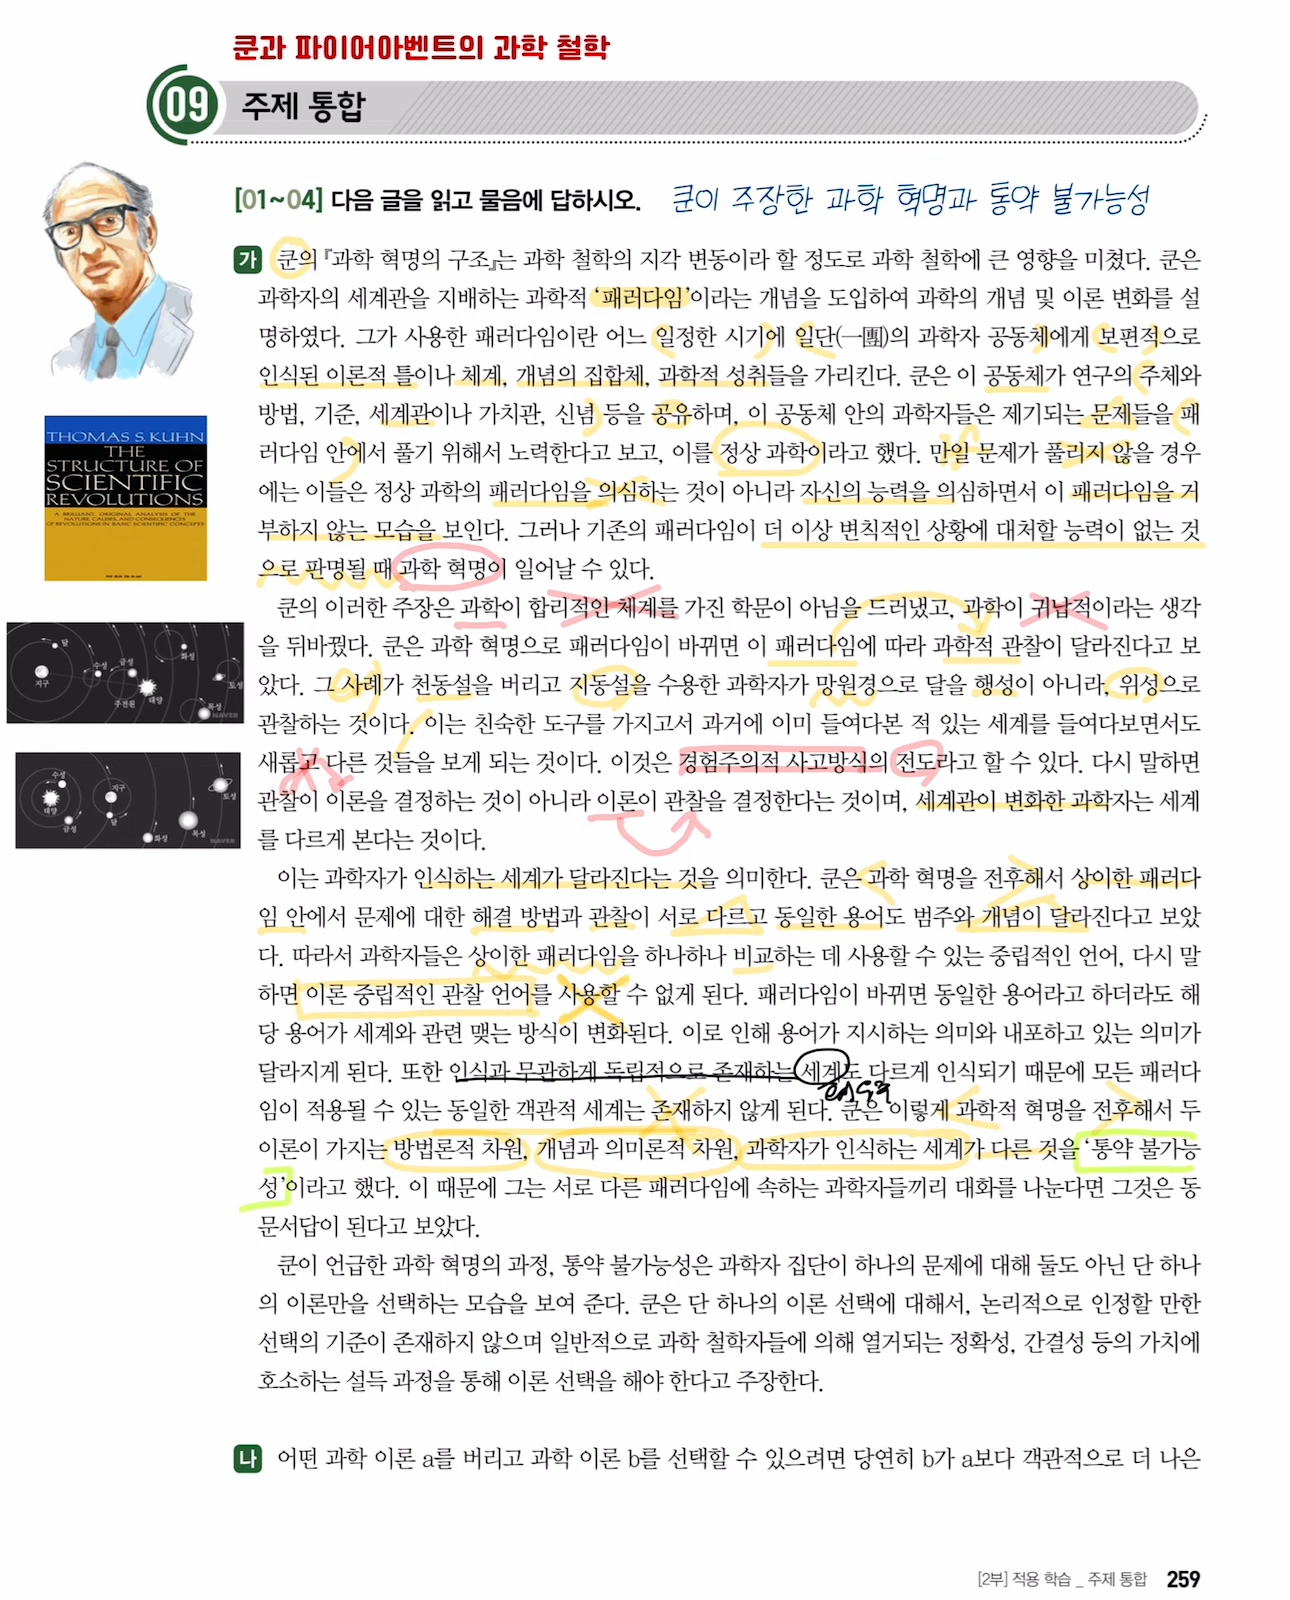 쿤과 파이어아벤트의 과학 철학
09 주제 통합
[01~04] 다음 글을 읽고 물음에 답하시오. 쿤이 주장한 과학 혁명과 통약 불가능성
가 쿤의 『과학 혁명의 구조』는 과학 철학의 지각 변동이라 할 정도로 과학 철학에 큰 영향을 미쳤다. 쿤은
과학자의 세계관을 지배하는 과학적 ‘패러다임’이라는 개념을 도입하여 과학의 개념 및 이론 변화를 설
명하였다. 그가 사용한 패러다임이란 어느 일정한 시기에 일단(一團)의 과학자 공동체에게 보편적으로
인식된 이론적 틀이나 체계, 개념의 집합체, 과학적 성취들을 가리킨다. 쿤은 이 공동체가 연구의 주체와
방법, 기준, 세계관이나 가치관, 신념 등을 공유하며, 이 공동체 안의 과학자들은 제기되는 문제들을 패
러다임 안에서 풀기 위해서 노력한다고 보고, 이를 정상 과학이라고 했다. 만일 문제가 풀리지 않을 경우
에는 이들은 정상 과학의 패러다임을 의심하는 것이 아니라 자신의 능력을 의심하면서 이 패러다임을 거
부하지 않는 모습을 보인다. 그러나 기존의 패러다임이 더 이상 변칙적인 상황에 대처할 능력이 없는 것
으로 판명될 때 과학 혁명이 일어날 수 있다.
쿤의 이러한 주장은 과학이 합리적인 체계를 가진 학문이 아님을 드러냈고, 과학이 귀납적이라는 생각
을 뒤바꿨다. 쿤은 과학 혁명으로 패러다임이 바뀌면 이 패러다임에 따라 과학적 관찰이 달라진다고 보
았다. 그 사례가 천동설을 버리고 지동설을 수용한 과학자가 망원경으로 달을 행성이 아니라, 위성으로
관찰하는 것이다. 이는 친숙한 도구를 가지고서 과거에 이미 들여다본 적 있는 세계를 들여다보면서도
새롭고 다른 것들을 보게 되는 것이다. 이것은 경험주의적 사고방식의 전도라고 할 수 있다. 다시 말하면
관찰이 이론을 결정하는 것이 아니라 이론이 관찰을 결정한다는 것이며, 세계관이 변화한 과학자는 세계
를 다르게 본다는 것이다.
이는 과학자가 인식하는 세계가 달라진다는 것을 의미한다. 쿤은 과학 혁명을 전후해서 상이한 패러다
임 안에서 문제에 대한 해결 방법과 관찰이 서로 다르고 동일한 용어도 범주와 개념이 달라진다고 보았
다. 따라서 과학자들은 상이한 패러다임을 하나하나 비교하는 데 사용할 수 있는 중립적인 언어, 다시 말
하면 이론 중립적인 관찰 언어를 사용할 수 없게 된다. 패러다임이 바뀌면 동일한 용어라고 하더라도 해
당 용어가 세계와 관련 맺는 방식이 변화된다. 이로 인해 용어가 지시하는 의미와 내포하고 있는 의미가
달라지게 된다. 또한 인식과 무관하게 독립적으로 존재하는 세계도 다르게 인식되기 때문에 모든 패러다
임이 적용될 수 있는 동일한 객관적 세계는 존재하지 않게 된다. 쿤은 이렇게 과학적 혁명을 전후해서 두
이론이 가지는 방법론적 차원, 개념과 의미론적 차원, 과학자가 인식하는 세계가 다른 것을 ‘통약 불가능
성’이라고 했다. 이 때문에 그는 서로 다른 패러다임에 속하는 과학자들끼리 대화를 나눈다면 그것은 동
문서답이 된다고 보았다.
쿤이 언급한 과학 혁명의 과정, 통약 불가능성은 과학자 집단이 하나의 문제에 대해 둘도 아닌 단 하나
의 이론만을 선택하는 모습을 보여 준다. 쿤은 단 하나의 이론 선택에 대해서, 논리적으로 인정할 만한
선택의 기준이 존재하지 않으며 일반적으로 과학 철학자들에 의해 열거되는 정확성, 간결성 등의 가치에
호소하는 설득 과정을 통해 이론 선택을 해야 한다고 주장한다.
나 어떤 과학 이론 a를 버리고 과학 이론 b를 선택할 수 있으려면 당연히 b가 a보다 객관적으로 더 나은
[2부] 적용 학습 _ 주제 통합 259
THOMAS S. KUHN
THE
STRUCTURE OF
SCIENTIFIC
REVOLUTIONS
A BRILLIANT, ORIGINAL ANALYSIS OF THE
NATURE, CAUSES, AND CONSEQUENCES
OF REVOLUTIONS IN BASIC SCIENTIFIC CONCEPTS
달
지구
수성
금성
주전원
태양
화성
목성
토성
NAVER
수성
태양
금성
지구
달
화성
목성
토성
NAVER